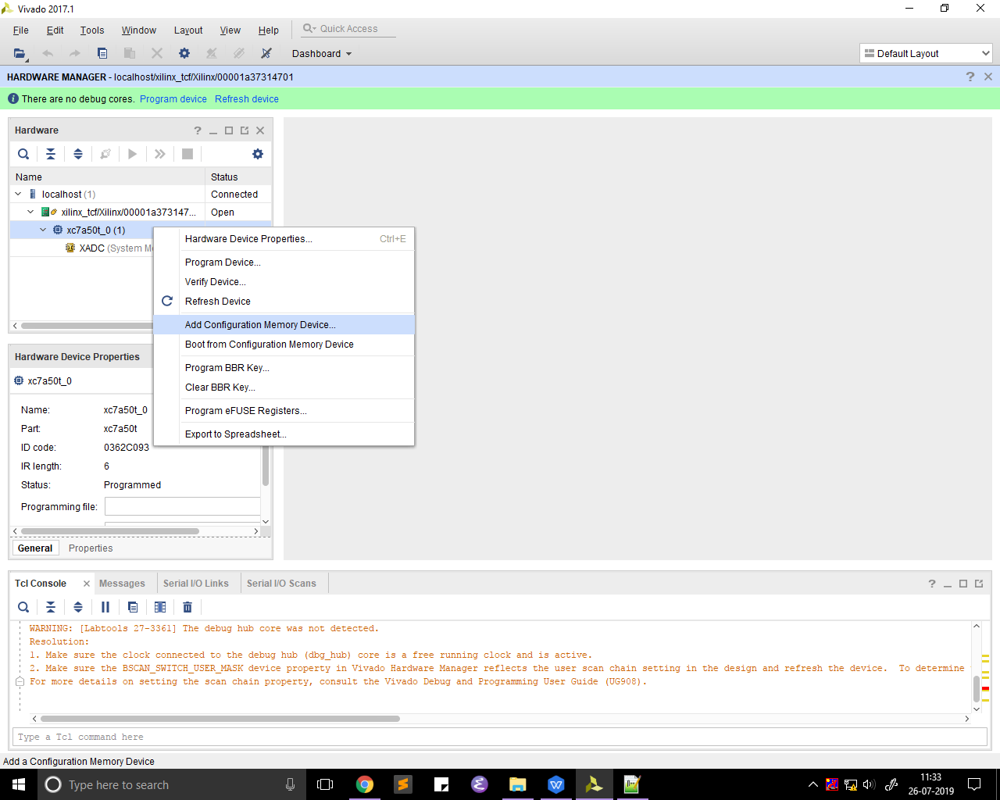 Vivado 2017.1
File Edit Tools Window Layout View Help Quick Access
Dashboard Default Layout
HARDWARE MANAGER - localhost/xilinx_tcf/Xilinx/00001a37314701
There are no debug cores. Program device Refresh device
Hardware
Name Status
localhost (1) Connected
xilinx_tcf/Xilinx/00001a373147... Open
xc7a50t_0 (1)
XADC (System Mo
Hardware Device Properties... Ctrl+E
Program Device...
Verify Device...
Refresh Device
Add Configuration Memory Device...
Boot from Configuration Memory Device
Program BBR Key...
Clear BBR Key...
Program eFUSE Registers...
Export to Spreadsheet...
Hardware Device Properties
xc7a50t_0
Name: xc7a50t_0
Part: xc7a50t
ID code: 0362C093
IR length: 6
Status: Programmed
Programming file:
General Properties
Tcl Console Messages Serial I/O Links Serial I/O Scans
WARNING: [Labtools 27-3361] The debug hub core was not detected.
Resolution:
1. Make sure the clock connected to the debug hub (dbg_hub) core is a free running clock and is active.
2. Make sure the BSCAN_SWITCH_USER_MASK device property in Vivado Hardware Manager reflects the user scan chain setting in the design and refresh the device.  To determine
For more details on setting the scan chain property, consult the Vivado Debug and Programming User Guide (UG908).
Type a Tcl command here
Add a Configuration Memory Device
Type here to search
11:33
26-07-2019